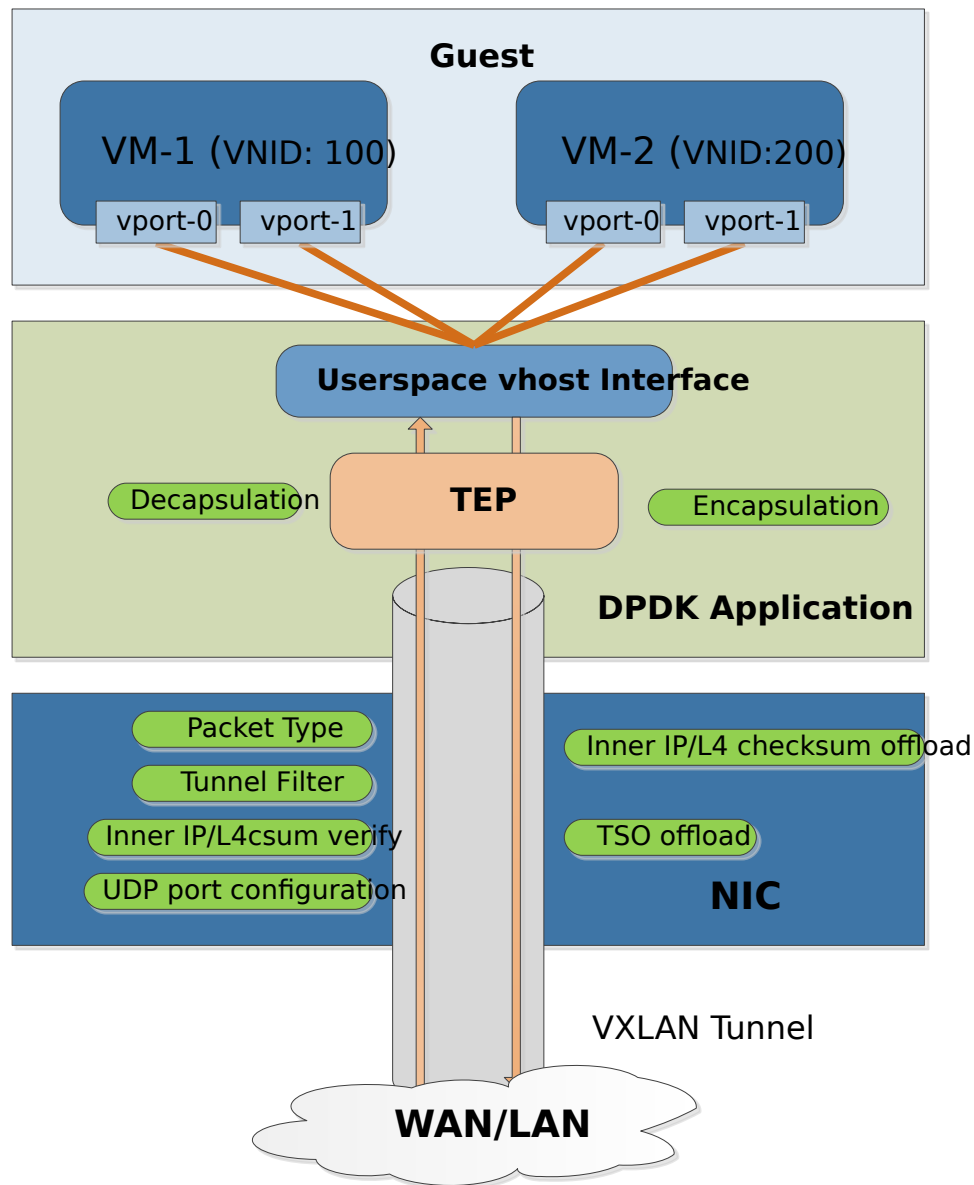 Guest
VM-1 (VNID: 100)
VM-2 (VNID:200)
vport-0
vport-1
vport-0
vport-1
Userspace vhost Interface
Decapsulation
TEP
Encapsulation
DPDK Application
Packet Type
Inner IP/L4 checksum offload
Tunnel Filter
Inner IP/L4csum verify
TSO offload
UDP port configuration
NIC
VXLAN Tunnel
WAN/LAN